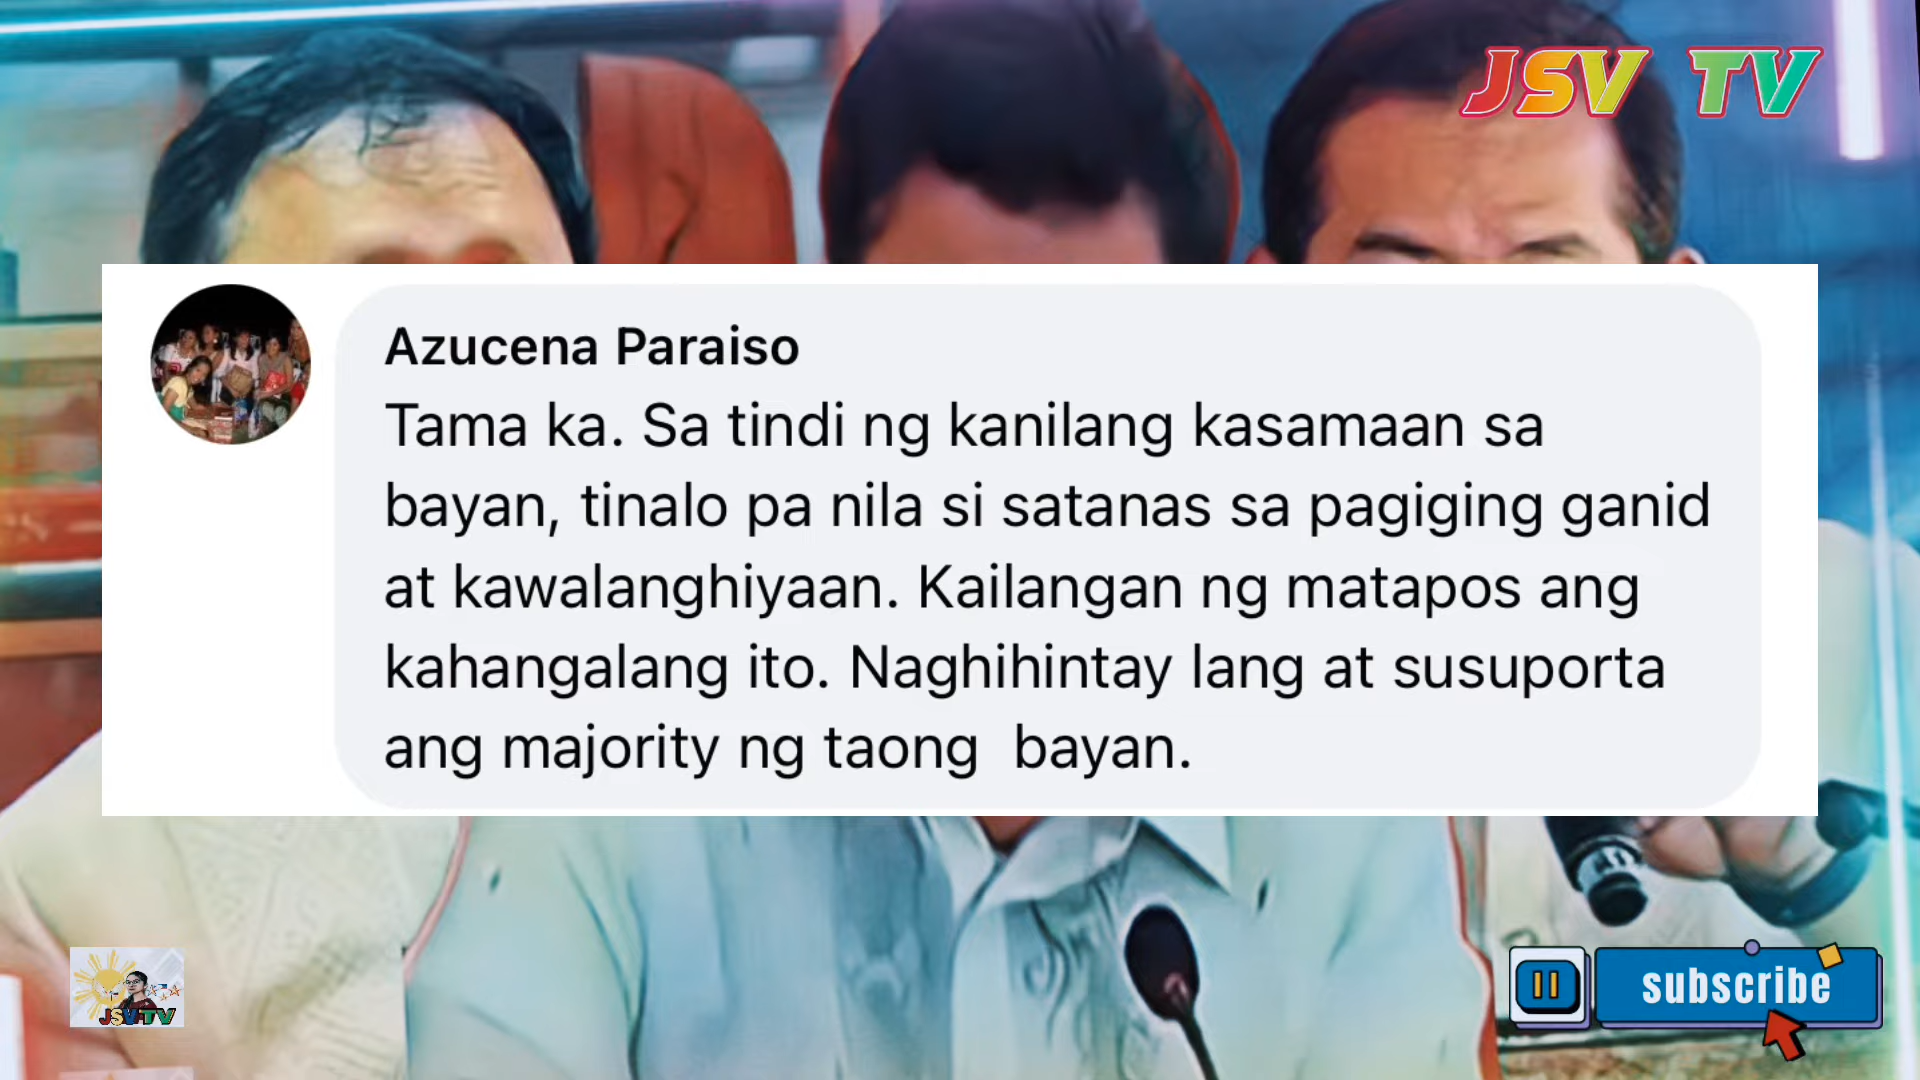 JSV TV
Azucena Paraiso
Tama ka. Sa tindi ng kanilang kasamaan sa
bayan, tinalo pa nila si satanas sa pagiging ganid
at kawalanghiyaan. Kailangan ng matapos ang
kahangalang ito. Naghihintay lang at susuporta
ang majority ng taong  bayan.
JSV TV
subscribe